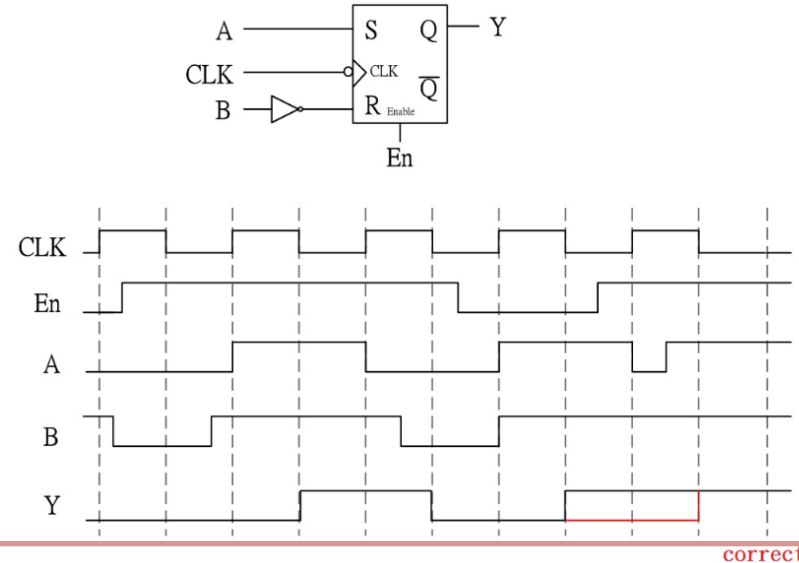 A S Q Y
CLK CLK Q̅
B R Enable
En
CLK
En
A
B
Y
correct